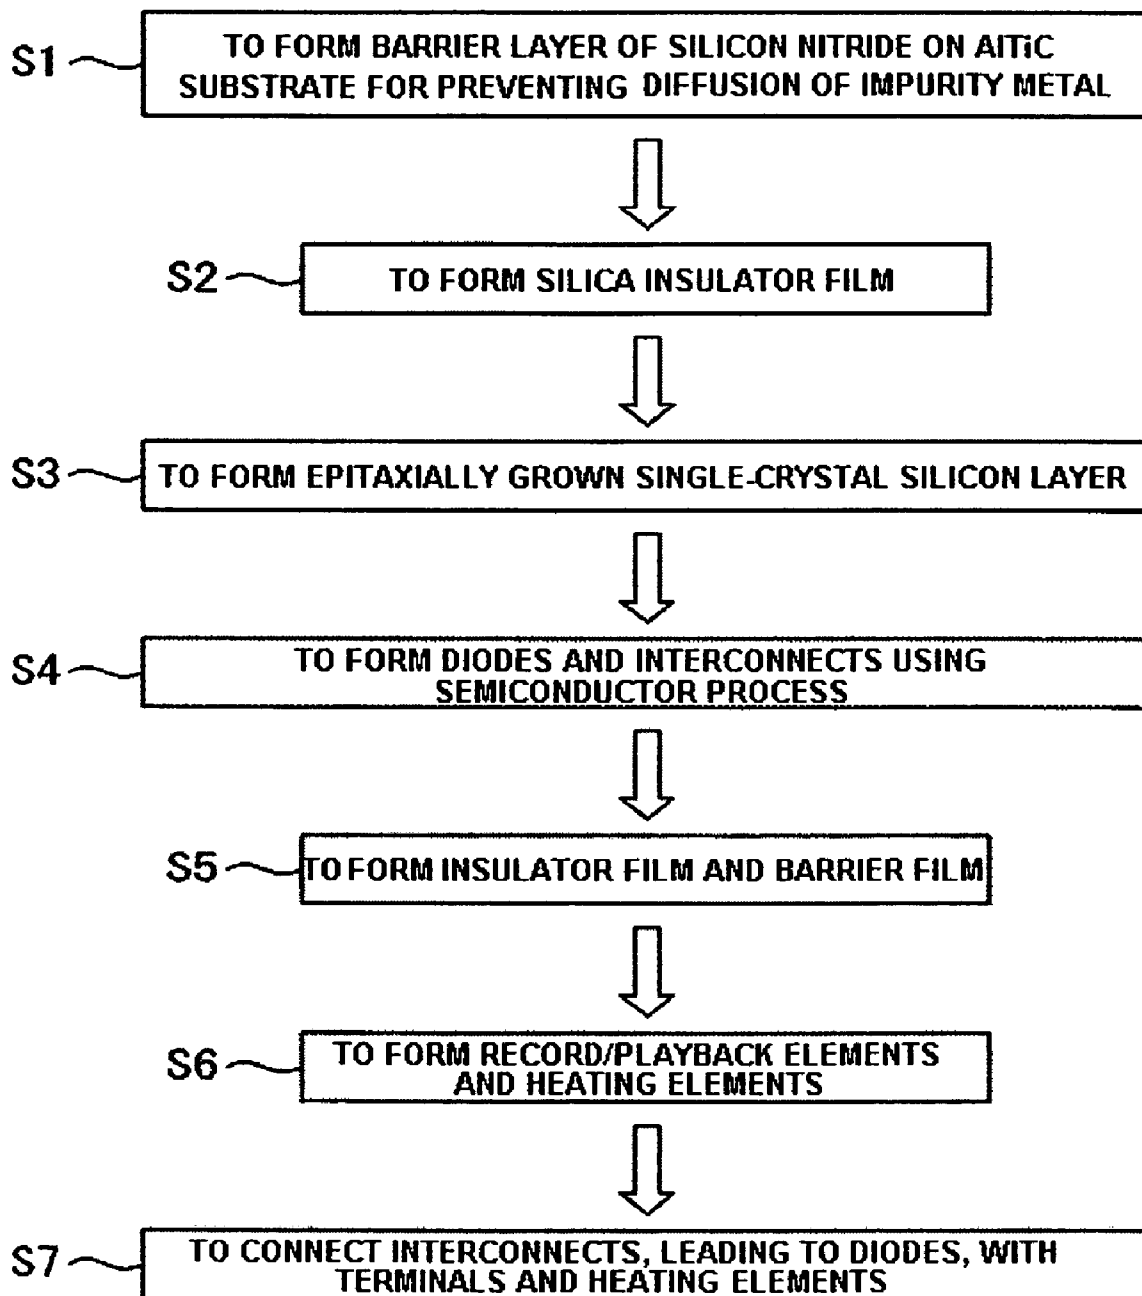 S1
TO FORM BARRIER LAYER OF SILICON NITRIDE ON AlTiC
SUBSTRATE FOR PREVENTING DIFFUSION OF IMPURITY METAL
S2
TO FORM SILICA INSULATOR FILM
S3
TO FORM EPITAXIALLY GROWN SINGLE-CRYSTAL SILICON LAYER
S4
TO FORM DIODES AND INTERCONNECTS USING
SEMICONDUCTOR PROCESS
S5
TO FORM INSULATOR FILM AND BARRIER FILM
S6
TO FORM RECORD/PLAYBACK ELEMENTS
AND HEATING ELEMENTS
S7
TO CONNECT INTERCONNECTS, LEADING TO DIODES, WITH
TERMINALS AND HEATING ELEMENTS